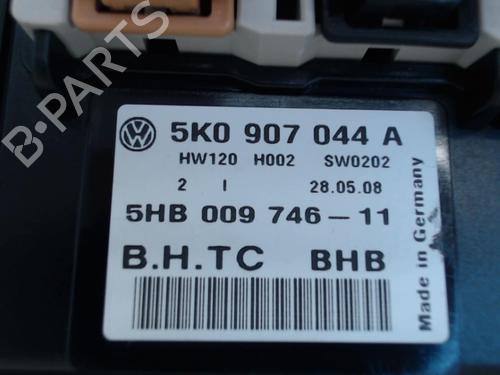 5K0 907 044 A
HW120 H002 SW0202
2 I 28.05.08
5HB 009 746-11
B.H.TC BHB
Made in Germany
B-Parts